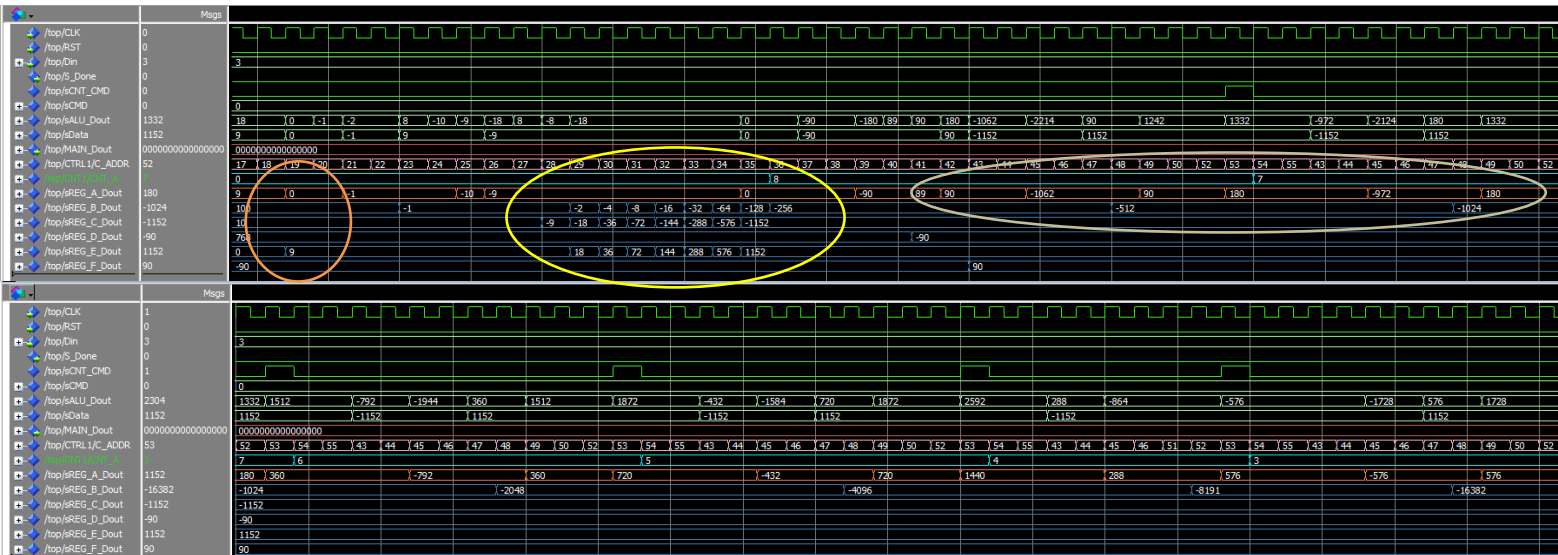 Msgs
/top/CLK 0
/top/RST 0
/top/Din 3 3
/top/S_Done 0
/top/sCNT_CMD 0
/top/sCMD 0 0
/top/sALU_Dout 1332 18 0 -1 -2 8 -10 -9 -18 8 -8 -18 0 -90 -180 89 90 180 -1062 -2214 90 1242 1332 -972 -2124 180 1332
/top/sData 1152 9 0 -1 9 -9 0 -90 90 -1152 1152 -1152 1152
/top/MAIN_Dout 0000000000000000 0000000000000000
/top/CTRL1/C_ADDR 52 17 18 19 20 21 22 23 24 25 26 27 28 29 30 31 32 33 34 35 36 37 38 39 40 41 42 43 44 45 46 47 48 49 50 52 53 54 55 43 44 45 46 47 48 49 50 52
/top/CNT1/CNT_A 7 0 8 7
/top/sREG_A_Dout 180 9 0 -1 -10 -9 0 -90 89 90 -1062 90 180 -972 180
/top/sREG_B_Dout -1024 100 -1 -2 -4 -8 -16 -32 -64 -128 -256 -512 -1024
/top/sREG_C_Dout -1152 10 -9 -18 -36 -72 -144 -288 -576 -1152
/top/sREG_D_Dout -90 768 -90
/top/sREG_E_Dout 1152 0 9 18 36 72 144 288 576 1152
/top/sREG_F_Dout 90 -90 90
Msgs
/top/CLK 1
/top/RST 0
/top/Din 3 3
/top/S_Done 0
/top/sCNT_CMD 1
/top/sCMD 0 0
/top/sALU_Dout 2304 1332 1512 -792 -1944 360 1512 1872 -432 -1584 720 1872 2592 288 -864 -576 -1728 576 1728
/top/sData 1152 1152 -1152 1152 -1152 1152 -1152 1152
/top/MAIN_Dout 0000000000000000 0000000000000000
/top/CTRL1/C_ADDR 53 52 53 54 55 43 44 45 46 47 48 49 50 52 53 54 55 43 44 45 46 47 48 49 50 52 53 54 55 43 44 45 46 51 52 53 54 55 43 44 45 46 47 48 49 50 52
/top/CNT1/CNT_A 3 7 6 5 4 3
/top/sREG_A_Dout 1152 180 360 -792 360 720 -432 720 1440 288 576 -576 576
/top/sREG_B_Dout -16382 -1024 -2048 -4096 -8191 -16382
/top/sREG_C_Dout -1152 -1152
/top/sREG_D_Dout -90 -90
/top/sREG_E_Dout 1152 1152
/top/sREG_F_Dout 90 90